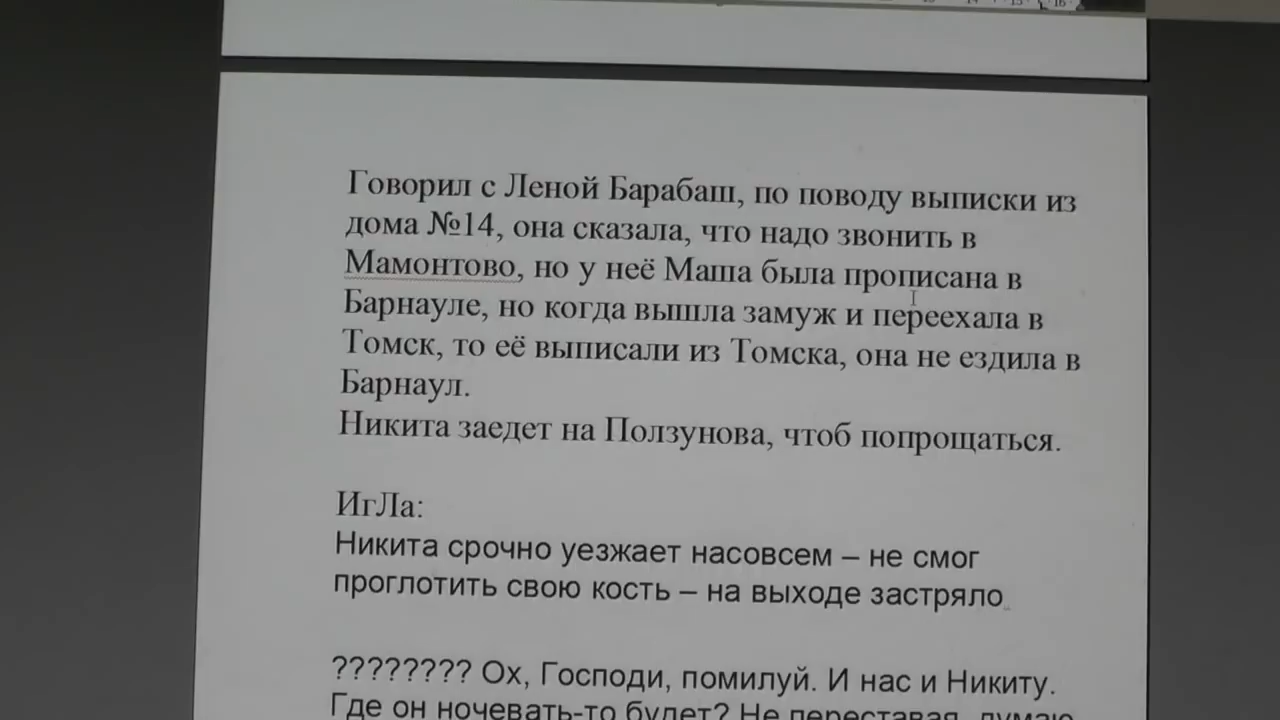 Говорил с Леной Барабаш, по поводу выписки из
дома №14, она сказала, что надо звонить в
Мамонтово, но у неё Маша была прописана в
Барнауле, но когда вышла замуж и переехала в
Томск, то её выписали из Томска, она не ездила в
Барнаул.
Никита заедет на Ползунова, чтоб попрощаться.
ИгЛа:
Никита срочно уезжает насовсем – не смог
проглотить свою кость – на выходе застряло
???????? Ох, Господи, помилуй. И нас и Никиту.
Где он ночевать-то будет? Не переставая, думаю